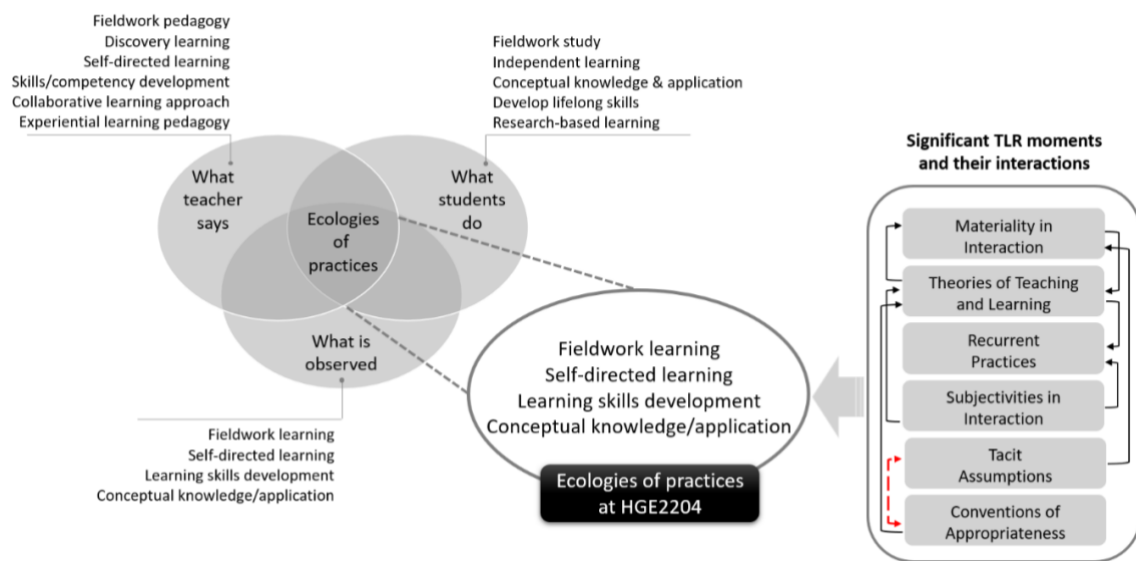 Fieldwork pedagogy
Discovery learning
Self-directed learning
Skills/competency development
Collaborative learning approach
Experiential learning pedagogy
Fieldwork study
Independent learning
Conceptual knowledge & application
Develop lifelong skills
Research-based learning
What
teacher
says
What
students
do
Ecologies
of
practices
What is
observed
Fieldwork learning
Self-directed learning
Learning skills development
Conceptual knowledge/application
Fieldwork learning
Self-directed learning
Learning skills development
Conceptual knowledge/application
Ecologies of practices
at HGE2204
Significant TLR moments
and their interactions
Materiality in
Interaction
Theories of Teaching
and Learning
Recurrent
Practices
Subjectivities in
Interaction
Tacit
Assumptions
Conventions of
Appropriateness